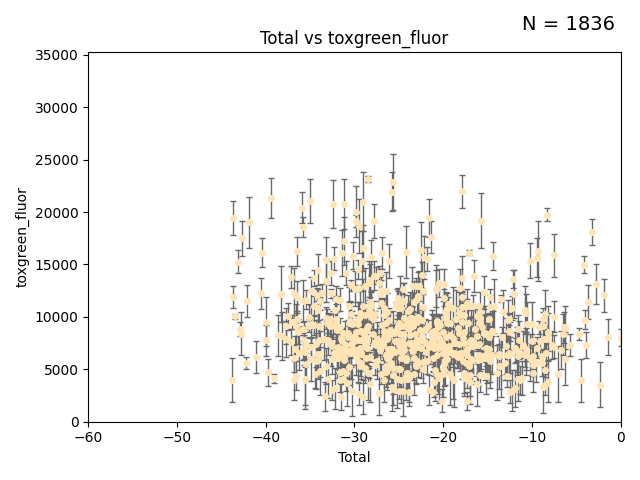 N = 1836
Total vs toxgreen_fluor
35000
30000
25000
20000
15000
10000
5000
0
toxgreen_fluor
−60 −50 −40 −30 −20 −10 0
Total